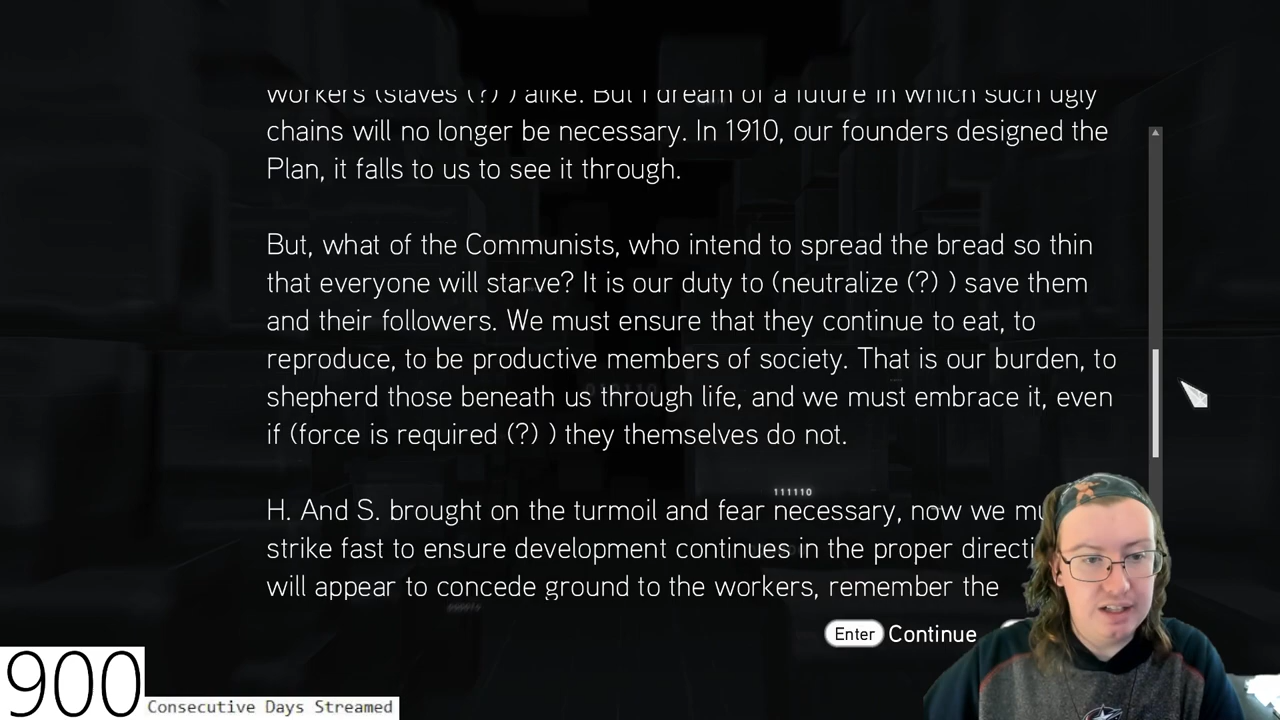 workers (slaves (?) ) alike. But I dream of a future in which such ugly
chains will no longer be necessary. In 1910, our founders designed the
Plan, it falls to us to see it through.
But, what of the Communists, who intend to spread the bread so thin
that everyone will starve? It is our duty to (neutralize (?) ) save them
and their followers. We must ensure that they continue to eat, to
reproduce, to be productive members of society. That is our burden, to
shepherd those beneath us through life, and we must embrace it, even
if (force is required (?) ) they themselves do not.
111110
H. And S. brought on the turmoil and fear necessary, now we mu
strike fast to ensure development continues in the proper directi
will appear to concede ground to the workers, remember the
Enter Continue
900 Consecutive Days Streamed